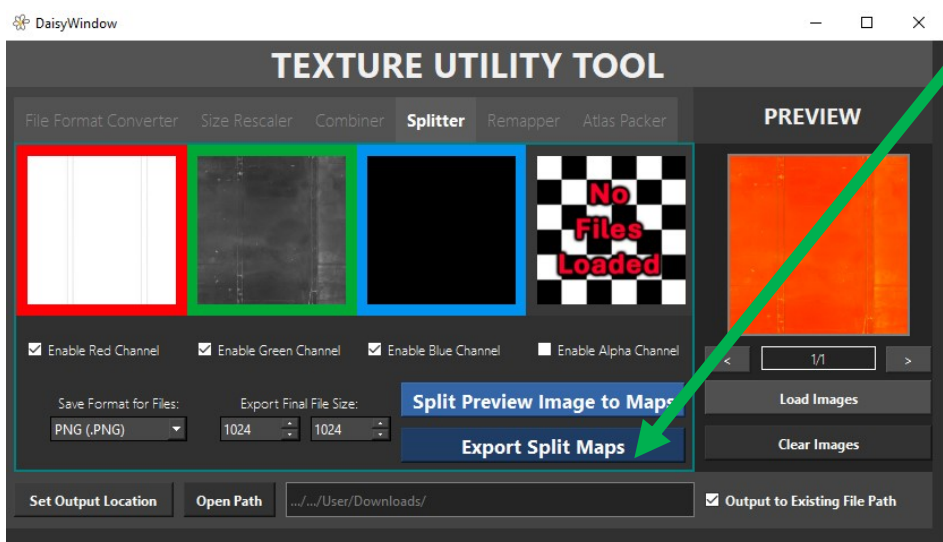 DaisyWindow
TEXTURE UTILITY TOOL
File Format Converter Size Rescaler Combiner Splitter Remapper Atlas Packer
PREVIEW
No
Files
Loaded
Enable Red Channel Enable Green Channel Enable Blue Channel Enable Alpha Channel
< 1/1 >
Save Format for Files: Export Final File Size:
PNG (.PNG) 1024 1024
Split Preview Image to Maps
Export Split Maps
Load Images
Clear Images
Set Output Location Open Path .../.../User/Downloads/ Output to Existing File Path